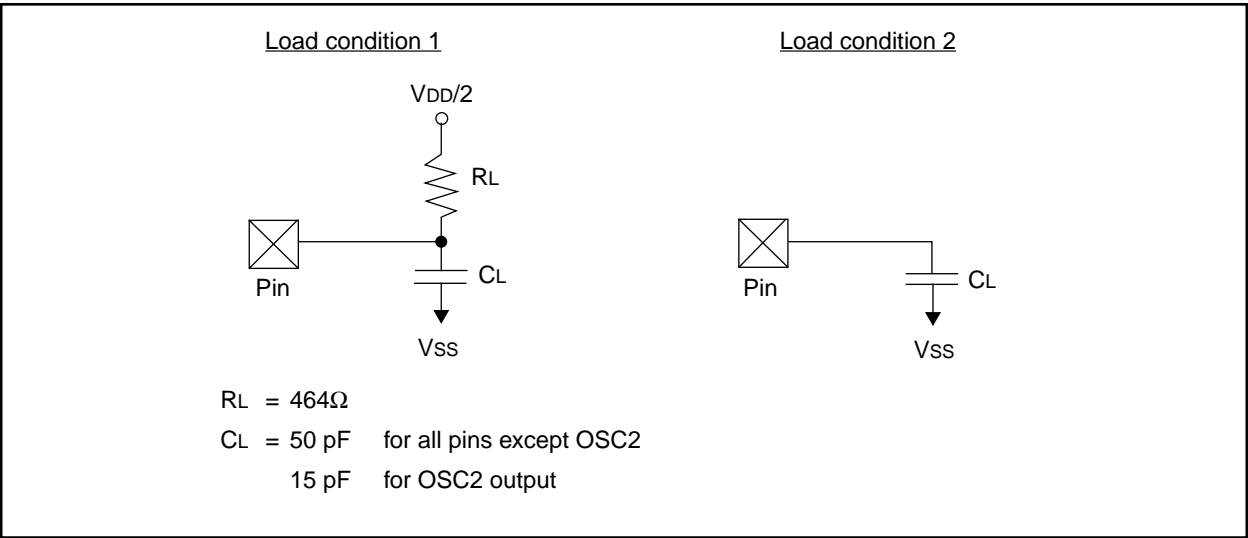 Load condition 1
VDD/2
RL
Pin
CL
VSS
Load condition 2
Pin
CL
VSS
RL = 464Ω
CL = 50 pF for all pins except OSC2
15 pF for OSC2 output